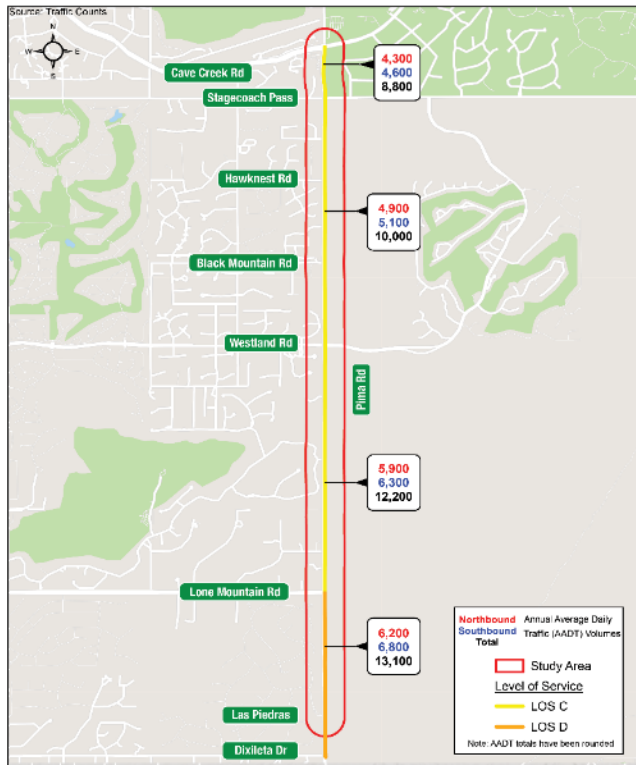 Source: Traffic Counts
N
W E
S
Cave Creek Rd
4,300
4,600
8,800
Stagecoach Pass
Hawknest Rd
4,900
5,100
10,000
Black Mountain Rd
Westland Rd
Pima Rd
5,900
6,300
12,200
Lone Mountain Rd
6,200
6,800
13,100
Las Piedras
Dixileta Dr
Northbound Annual Average Daily
Southbound Traffic (AADT) Volumes
Total
Study Area
Level of Service
LOS C
LOS D
Note: AADT totals have been rounded